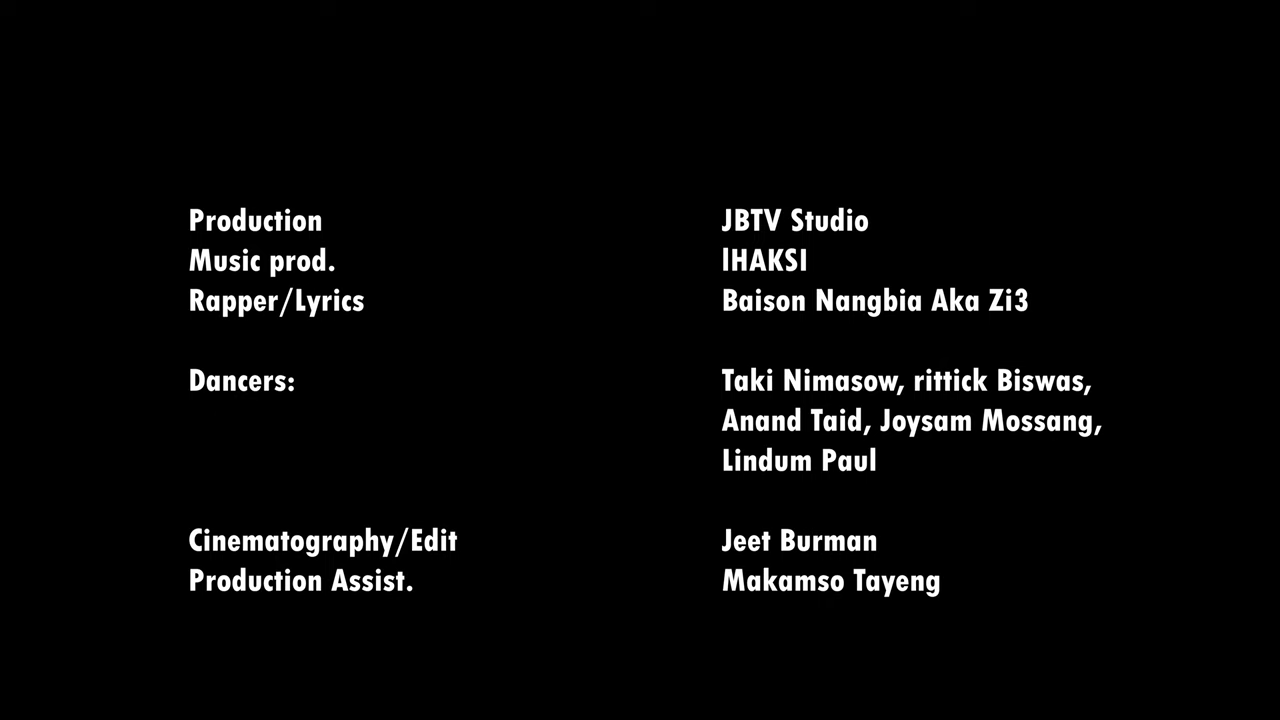 Production JBTV Studio
Music prod. IHAKSI
Rapper/Lyrics Baison Nangbia Aka Zi3
Dancers: Taki Nimasow, rittick Biswas,
Anand Taid, Joysam Mossang,
Lindum Paul
Cinematography/Edit Jeet Burman
Production Assist. Makamso Tayeng